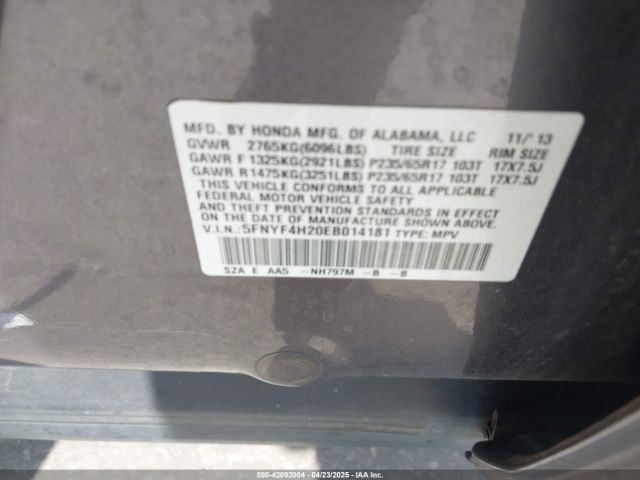 MFD. BY HONDA MFG. OF ALABAMA, LLC 11/'13
GVWR 2765KG(6096LBS) TIRE SIZE RIM SIZE
GAWR F 1325KG(2921LBS) P235/65R17 103T 17X7.5J
GAWR R 1475KG(3251LBS) P235/65R17 103T 17X7.5J
THIS VEHICLE CONFORMS TO ALL APPLICABLE
FEDERAL MOTOR VEHICLE SAFETY
AND THEFT PREVENTION STANDARDS IN EFFECT
ON THE DATE OF MANUFACTURE SHOWN ABOVE.
V.I.N.:5FNYF4H20EB014181 TYPE: MPV
SZA E AA5 -NH797M -B -B
000-42092004 - 04/23/2025 - IAAI.COM